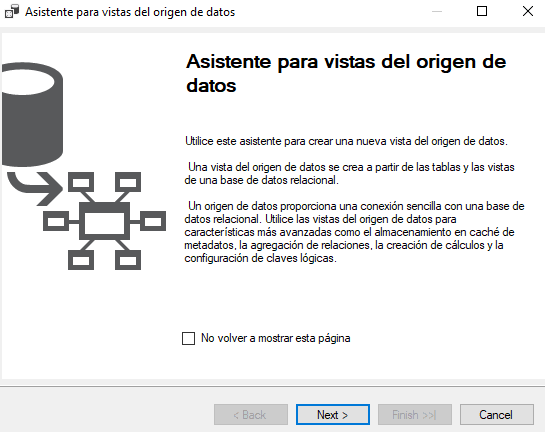 Asistente para vistas del origen de datos
Asistente para vistas del origen de
datos
Utilice este asistente para crear una nueva vista del origen de datos.
Una vista del origen de datos se crea a partir de las tablas y las vistas
de una base de datos relacional.
Un origen de datos proporciona una conexión sencilla con una base de
datos relacional. Utilice las vistas del origen de datos para
características más avanzadas como el almacenamiento en caché de
metadatos, la agregación de relaciones, la creación de cálculos y la
configuración de claves lógicas.
No volver a mostrar esta página
< Back
Next >
Finish >>|
Cancel